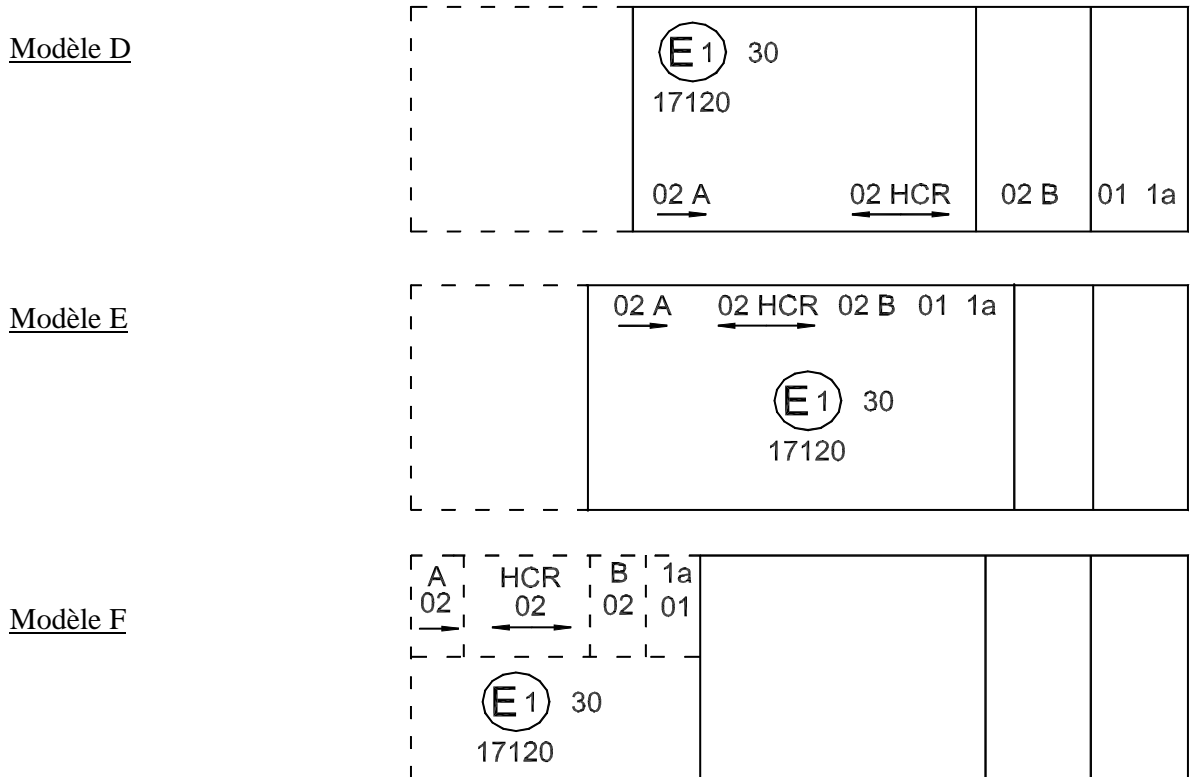 Modèle D
E 1 30
17120
02 A 02 HCR 02 B 01 1a
Modèle E
02 A 02 HCR 02 B 01 1a
E 1 30
17120
Modèle F
A HCR B 1a
02 02 02 01
E 1 30
17120